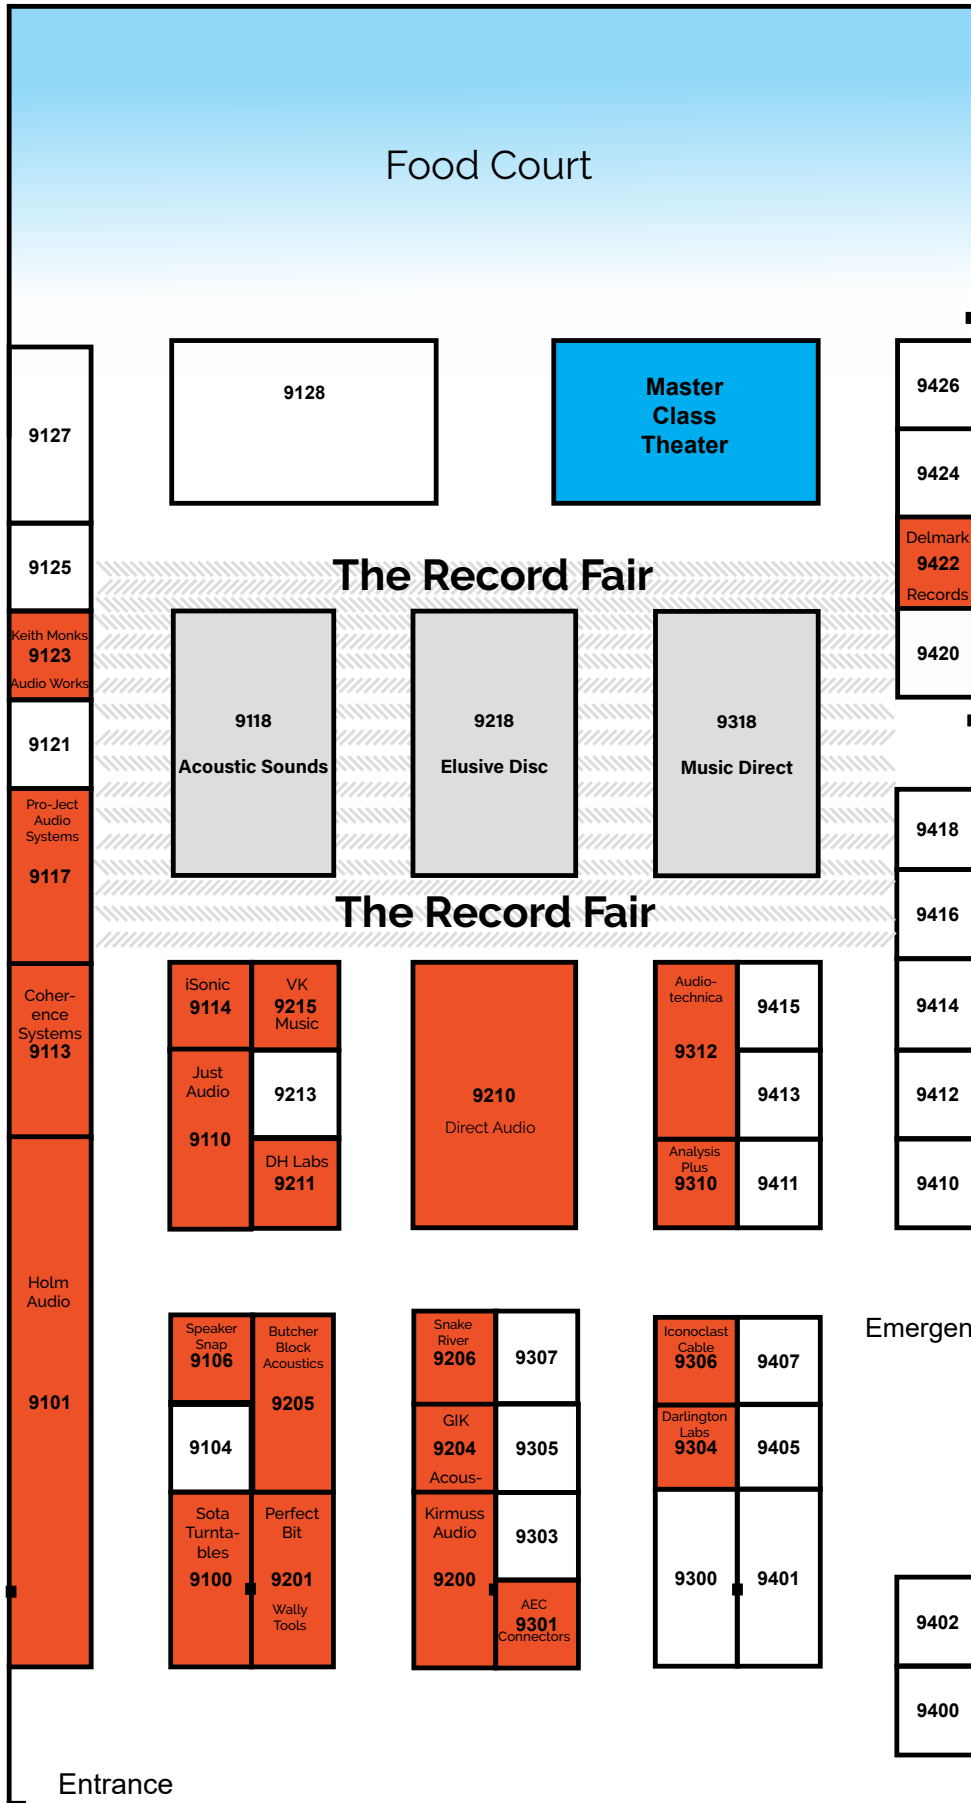 Food Court
9128
Master
Class
Theater
9127
9125
Keith Monks
9123
Audio Works
9121
Pro-Ject
Audio
Systems
9117
Coher-
ence
Systems
9113
Holm
Audio
9101
9426
9424
Delmark
9422
Records
9420
The Record Fair
9118
Acoustic Sounds
9218
Elusive Disc
9318
Music Direct
The Record Fair
9418
9416
9414
9412
9410
iSonic
9114
VK
9215
Music
Just
Audio
9110
9213
DH Labs
9211
9210
Direct Audio
Audio-
technica
9312
9415
9413
Analysis
Plus
9310
9411
Emergen
Speaker
Snap
9106
Butcher
Block
Acoustics
9205
9104
Sota
Turnta-
bles
9100
Perfect
Bit
9201
Wally
Tools
Snake
River
9206
9307
GIK
9204
Acous-
9305
Kirmuss
Audio
9200
9303
AEC
9301
Connectors
Iconoclast
Cable
9306
9407
Darlington
Labs
9304
9405
9300
9401
9402
9400
Entrance